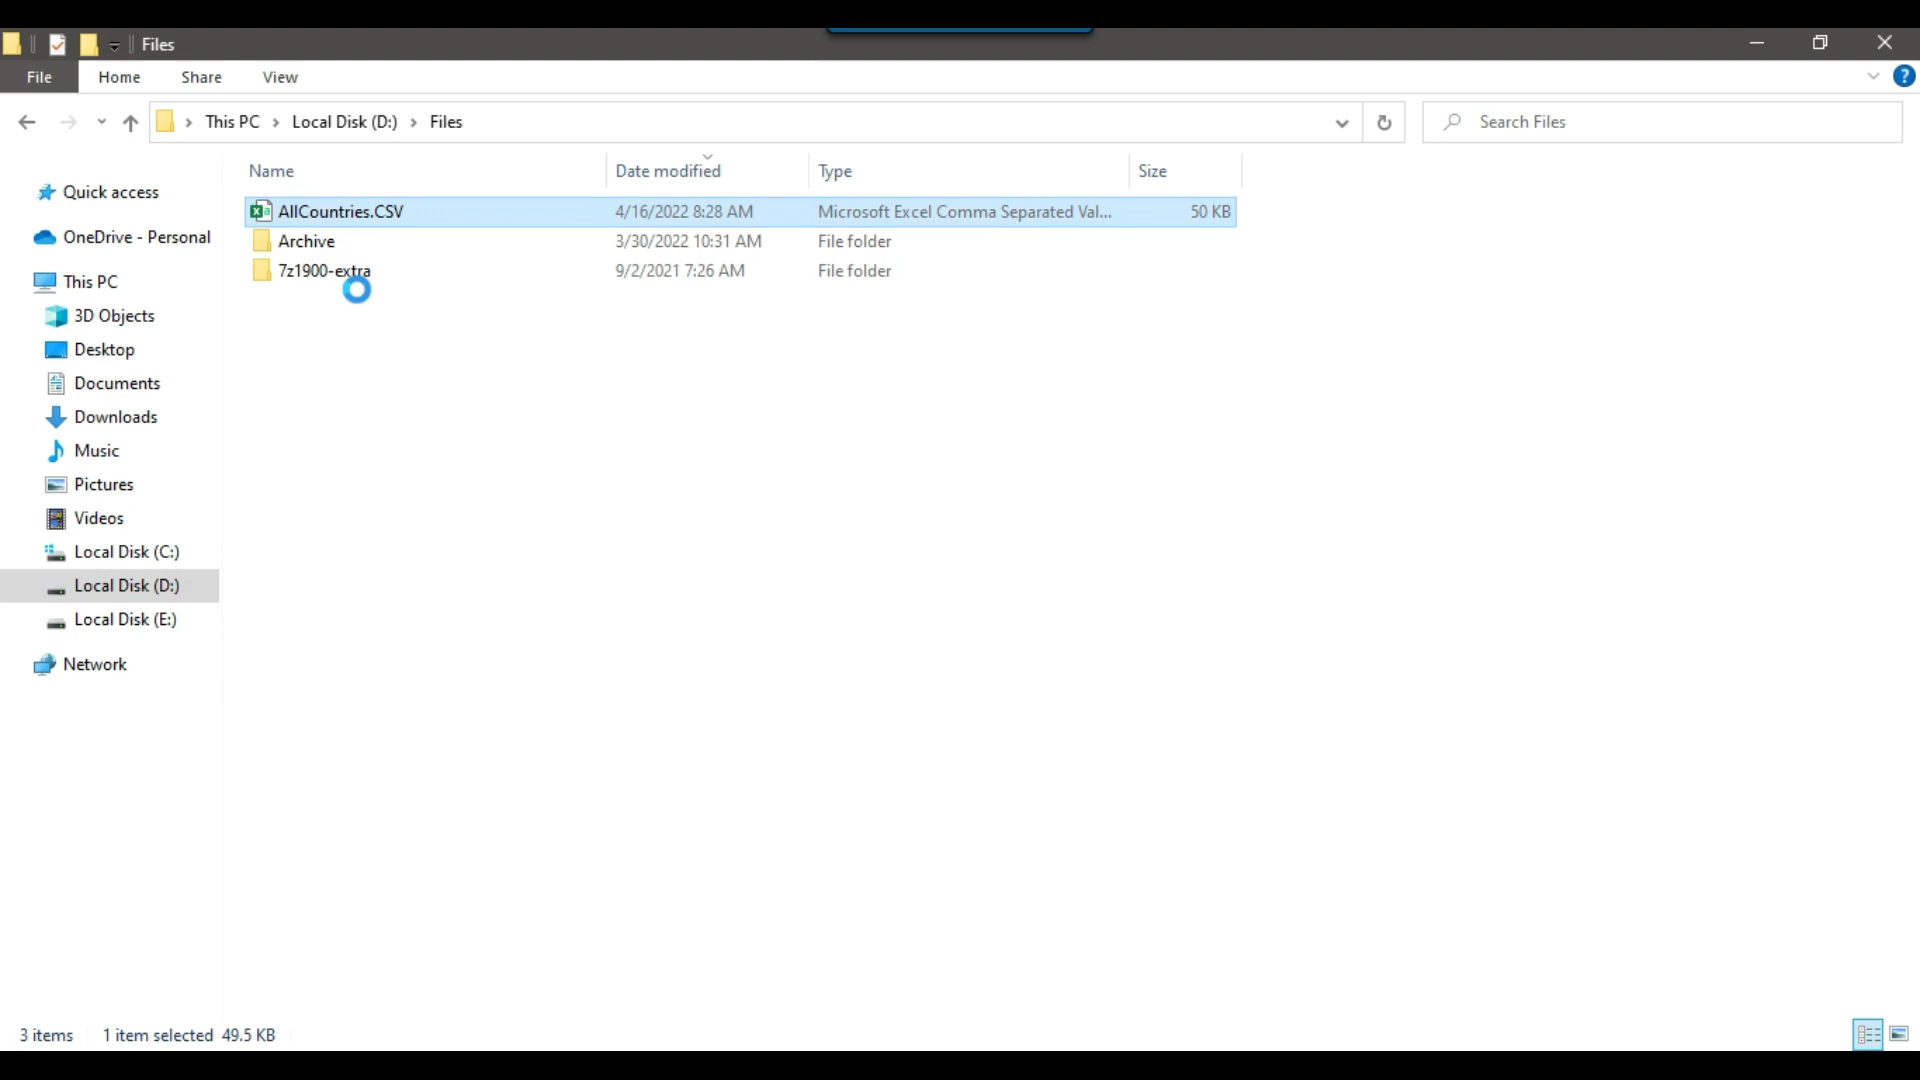 Files
File Home Share View
This PC Local Disk (D:) Files
Search Files
Name Date modified Type Size
AllCountries.CSV 4/16/2022 8:28 AM Microsoft Excel Comma Separated Val... 50 KB
Archive 3/30/2022 10:31 AM File folder
7z1900-extra 9/2/2021 7:26 AM File folder
Quick access
OneDrive - Personal
This PC
3D Objects
Desktop
Documents
Downloads
Music
Pictures
Videos
Local Disk (C:)
Local Disk (D:)
Local Disk (E:)
Network
3 items 1 item selected 49.5 KB